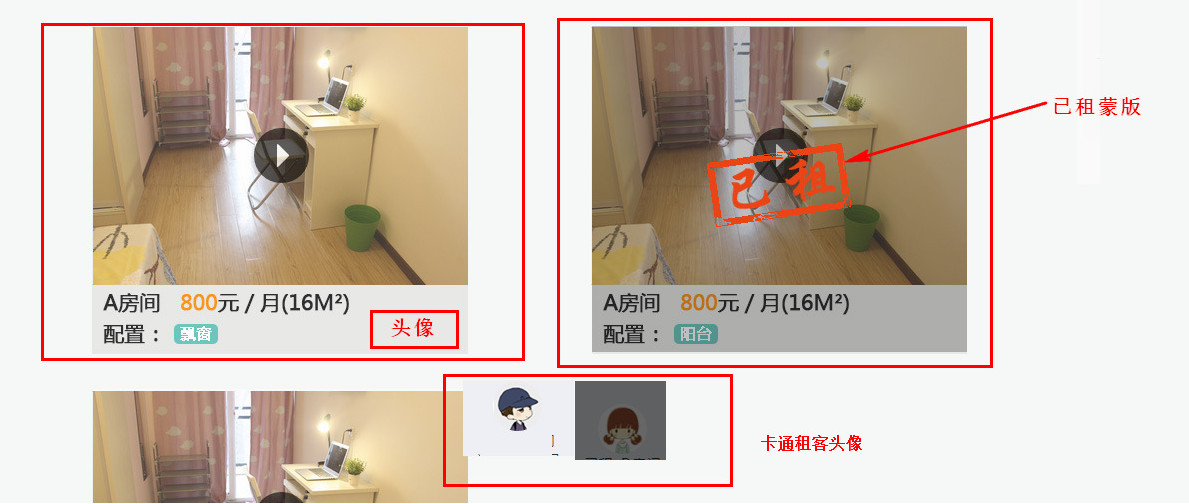 已租蒙版
已租
A房间 800元 / 月(16M²)
配置： 飘窗
头像
A房间 800元 / 月(16M²)
配置： 阳台
卡通租客头像